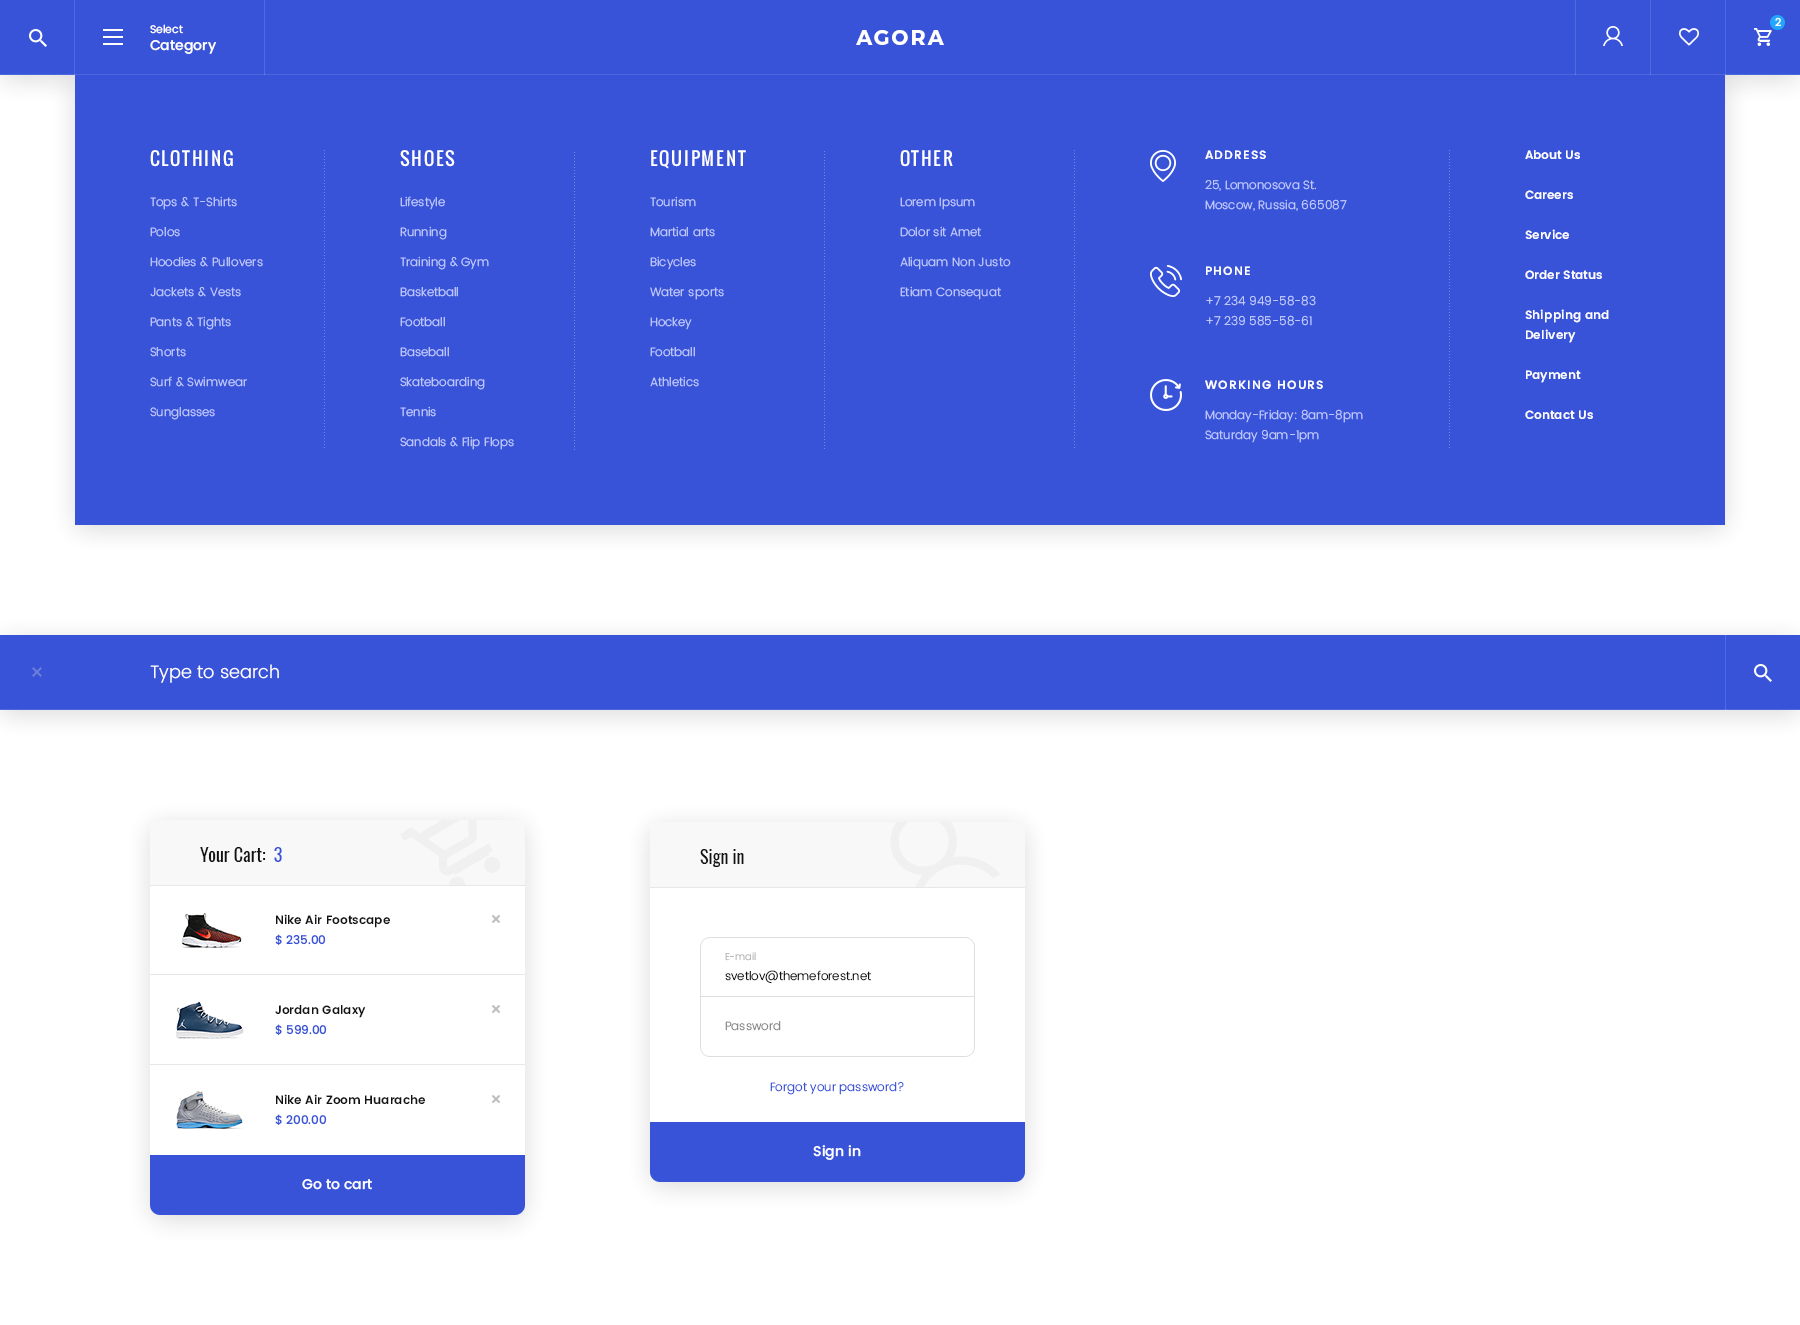 Select
Category
AGORA
2
CLOTHING
Tops & T-Shirts
Polos
Hoodies & Pullovers
Jackets & Vests
Pants & Tights
Shorts
Surf & Swimwear
Sunglasses
SHOES
Lifestyle
Running
Training & Gym
Basketball
Football
Baseball
Skateboarding
Tennis
Sandals & Flip Flops
EQUIPMENT
Tourism
Martial arts
Bicycles
Water sports
Hockey
Football
Athletics
OTHER
Lorem Ipsum
Dolor sit Amet
Aliquam Non Justo
Etiam Consequat
ADDRESS
25, Lomonosova St.
Moscow, Russia, 665087
PHONE
+7 234 949-58-83
+7 239 585-58-61
WORKING HOURS
Monday-Friday: 8am-8pm
Saturday 9am-1pm
About Us
Careers
Service
Order Status
Shipping and
Delivery
Payment
Contact Us
Type to search
Your Cart: 3
Nike Air Footscape
$ 235.00
Jordan Galaxy
$ 599.00
Nike Air Zoom Huarache
$ 200.00
Go to cart
Sign in
E-mail
svetlov@themeforest.net
Password
Forgot your password?
Sign in